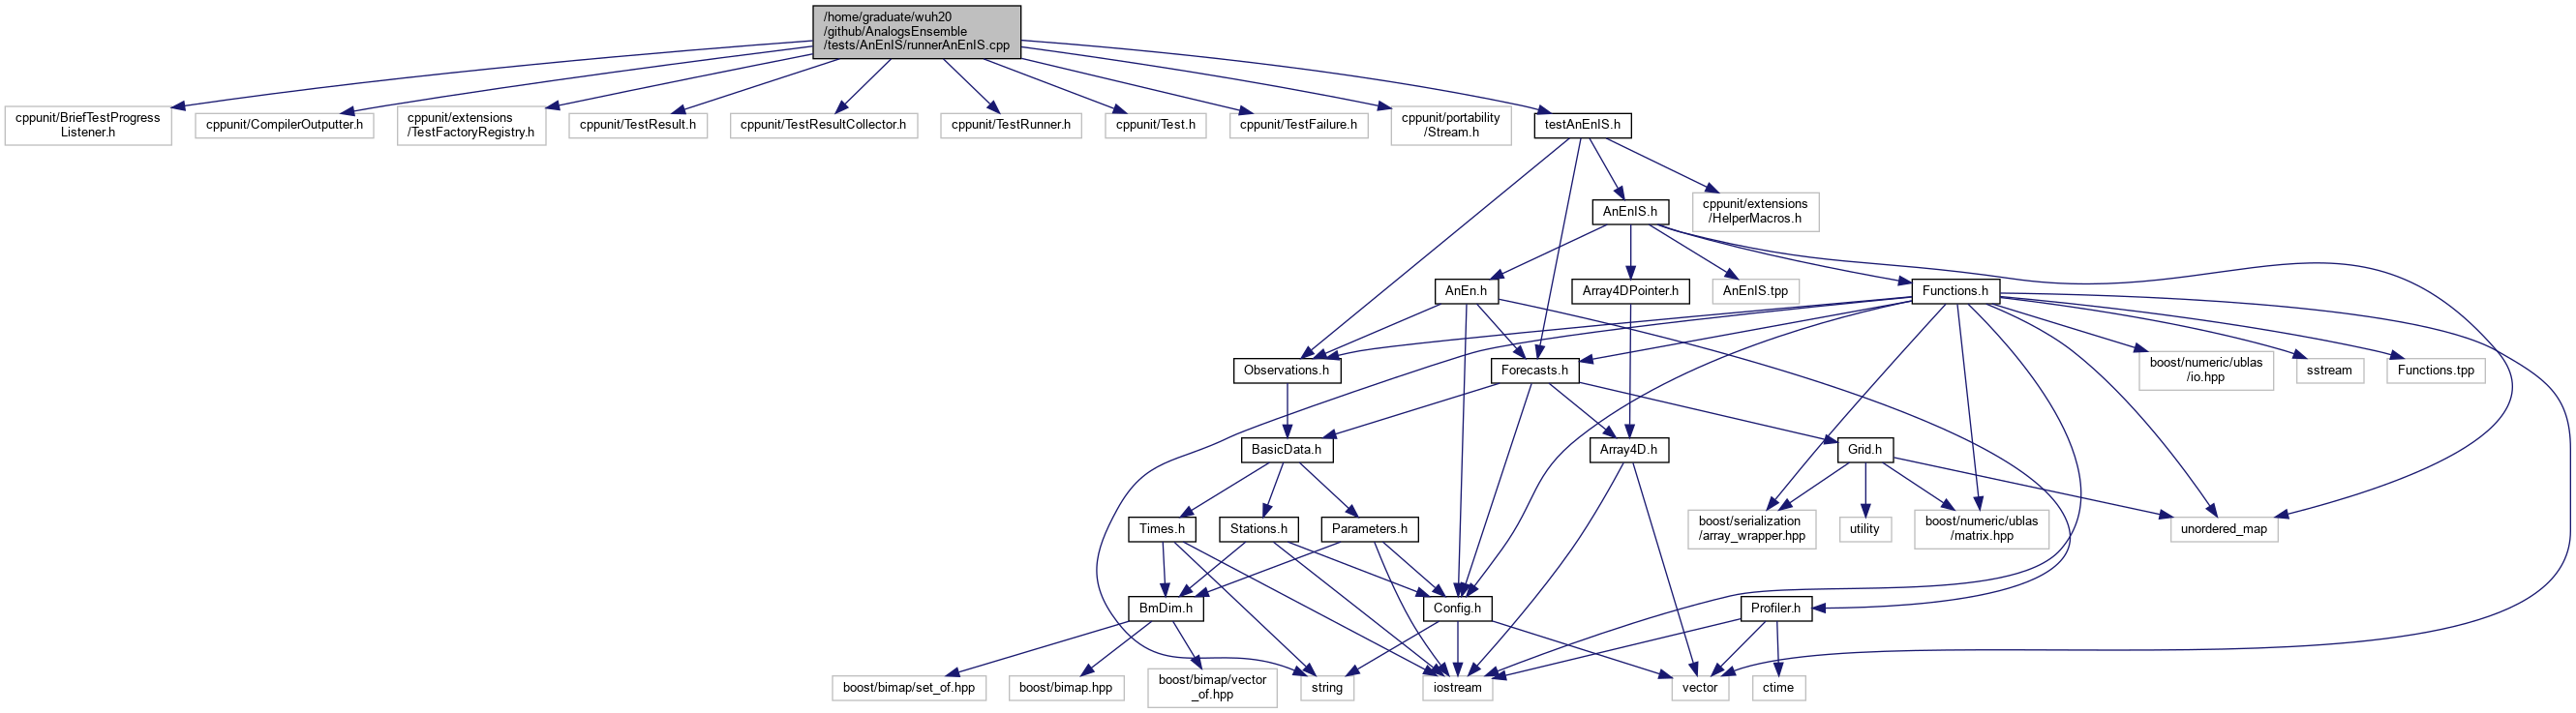 /home/graduate/wuh20
/github/AnalogsEnsemble
/tests/AnEnIS/runnerAnEnIS.cpp
cppunit/BriefTestProgress
Listener.h
cppunit/CompilerOutputter.h
cppunit/extensions
/TestFactoryRegistry.h
cppunit/TestResult.h
cppunit/TestResultCollector.h
cppunit/TestRunner.h
cppunit/Test.h
cppunit/TestFailure.h
cppunit/portability
/Stream.h
testAnEnIS.h
AnEnIS.h
cppunit/extensions
/HelperMacros.h
AnEn.h
Array4DPointer.h
AnEnIS.tpp
Functions.h
Observations.h
Forecasts.h
boost/numeric/ublas
/io.hpp
sstream
Functions.tpp
BasicData.h
Array4D.h
Grid.h
Times.h
Stations.h
Parameters.h
boost/serialization
/array_wrapper.hpp
utility
boost/numeric/ublas
/matrix.hpp
unordered_map
BmDim.h
Config.h
Profiler.h
boost/bimap/set_of.hpp
boost/bimap.hpp
boost/bimap/vector
_of.hpp
string
iostream
vector
ctime